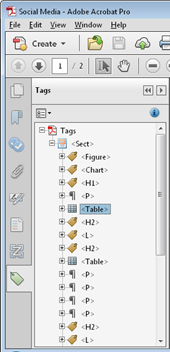 Social Media - Adobe Acrobat Pro
File Edit View Window Help
Create
1 / 2
Tags
Tags
<Sect>
<Figure>
<Chart>
<H1>
<P>
<Table>
<H2>
<L>
<H2>
<Table>
<P>
<P>
<P>
<P>
<H2>
<L>